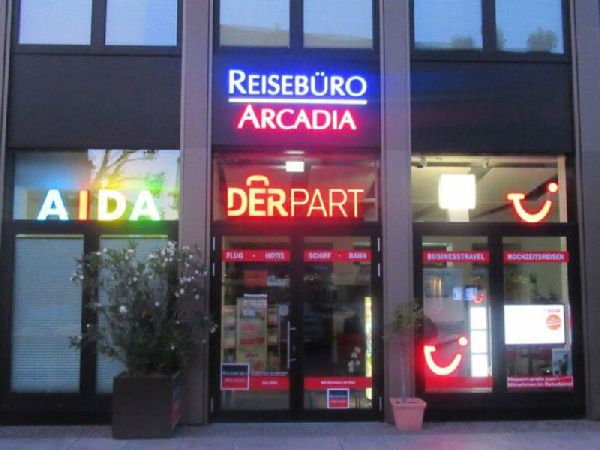 REISEBÜRO
ARCADIA
AIDA
DERPART
FLUG · HOTEL
SCHIFF · BAHN
BUSINESSTRAVEL
HOCHZEITSREISEN